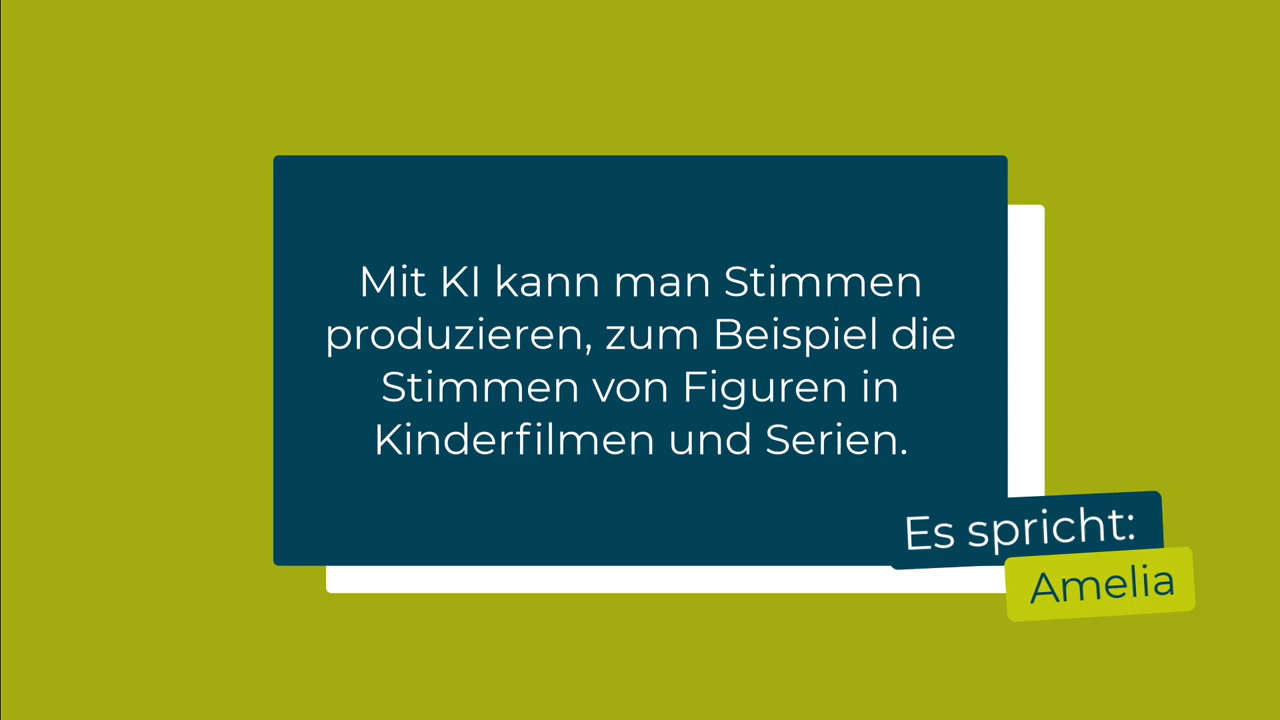 Mit KI kann man Stimmen
produzieren, zum Beispiel die
Stimmen von Figuren in
Kinderfilmen und Serien.
Es spricht:
Amelia